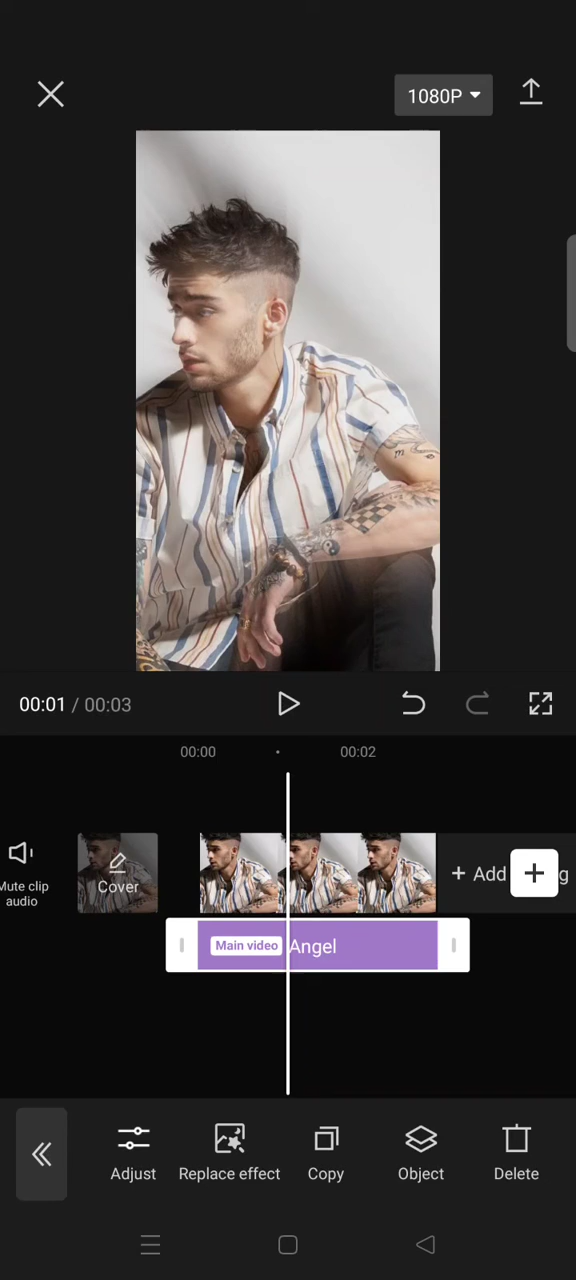 1080P
00:01 / 00:03
00:00
00:02
Mute clip
audio
Cover
+ Add
g
Main video
Angel
Adjust
Replace effect
Copy
Object
Delete